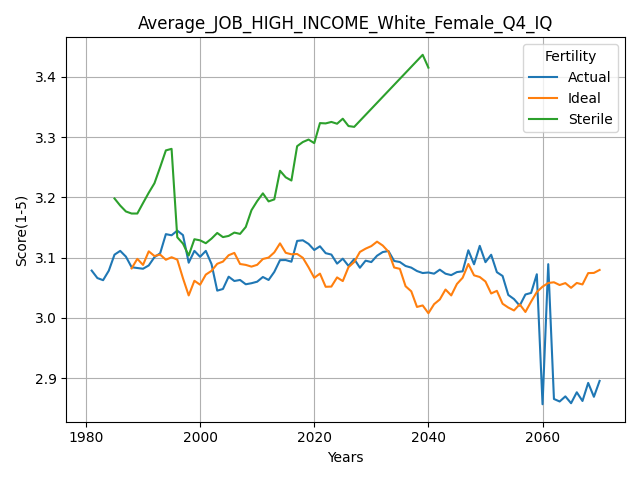 Average_JOB_HIGH_INCOME_White_Female_Q4_IQ
Score(1-5)
3.4
3.3
3.2
3.1
3.0
2.9
Fertility
Actual
Ideal
Sterile
1980
2000
2020
2040
2060
Years